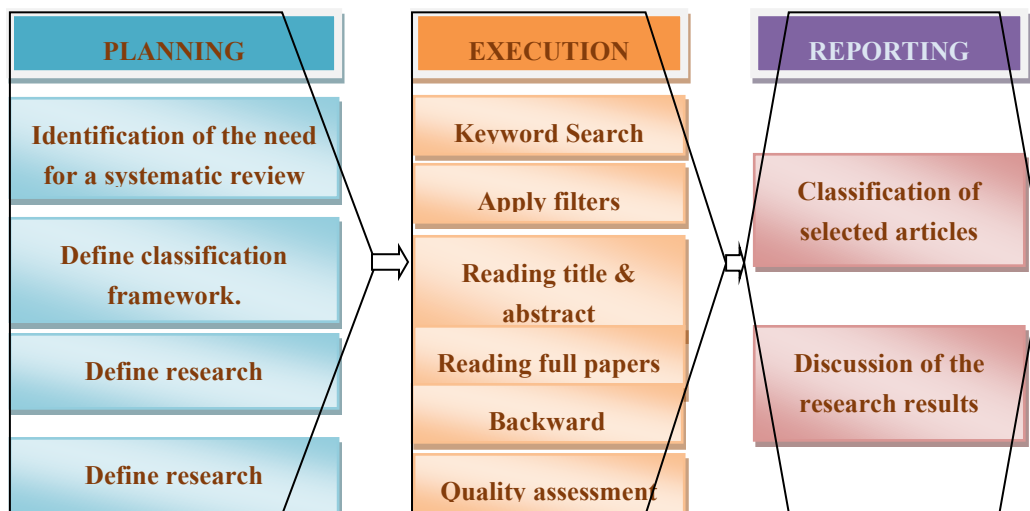 PLANNING
Identification of the need
for a systematic review
Define classification
framework.
Define research
Define research
EXECUTION
Keyword Search
Apply filters
Reading title &
abstract
Reading full papers
Backward
Quality assessment
REPORTING
Classification of
selected articles
Discussion of the
research results